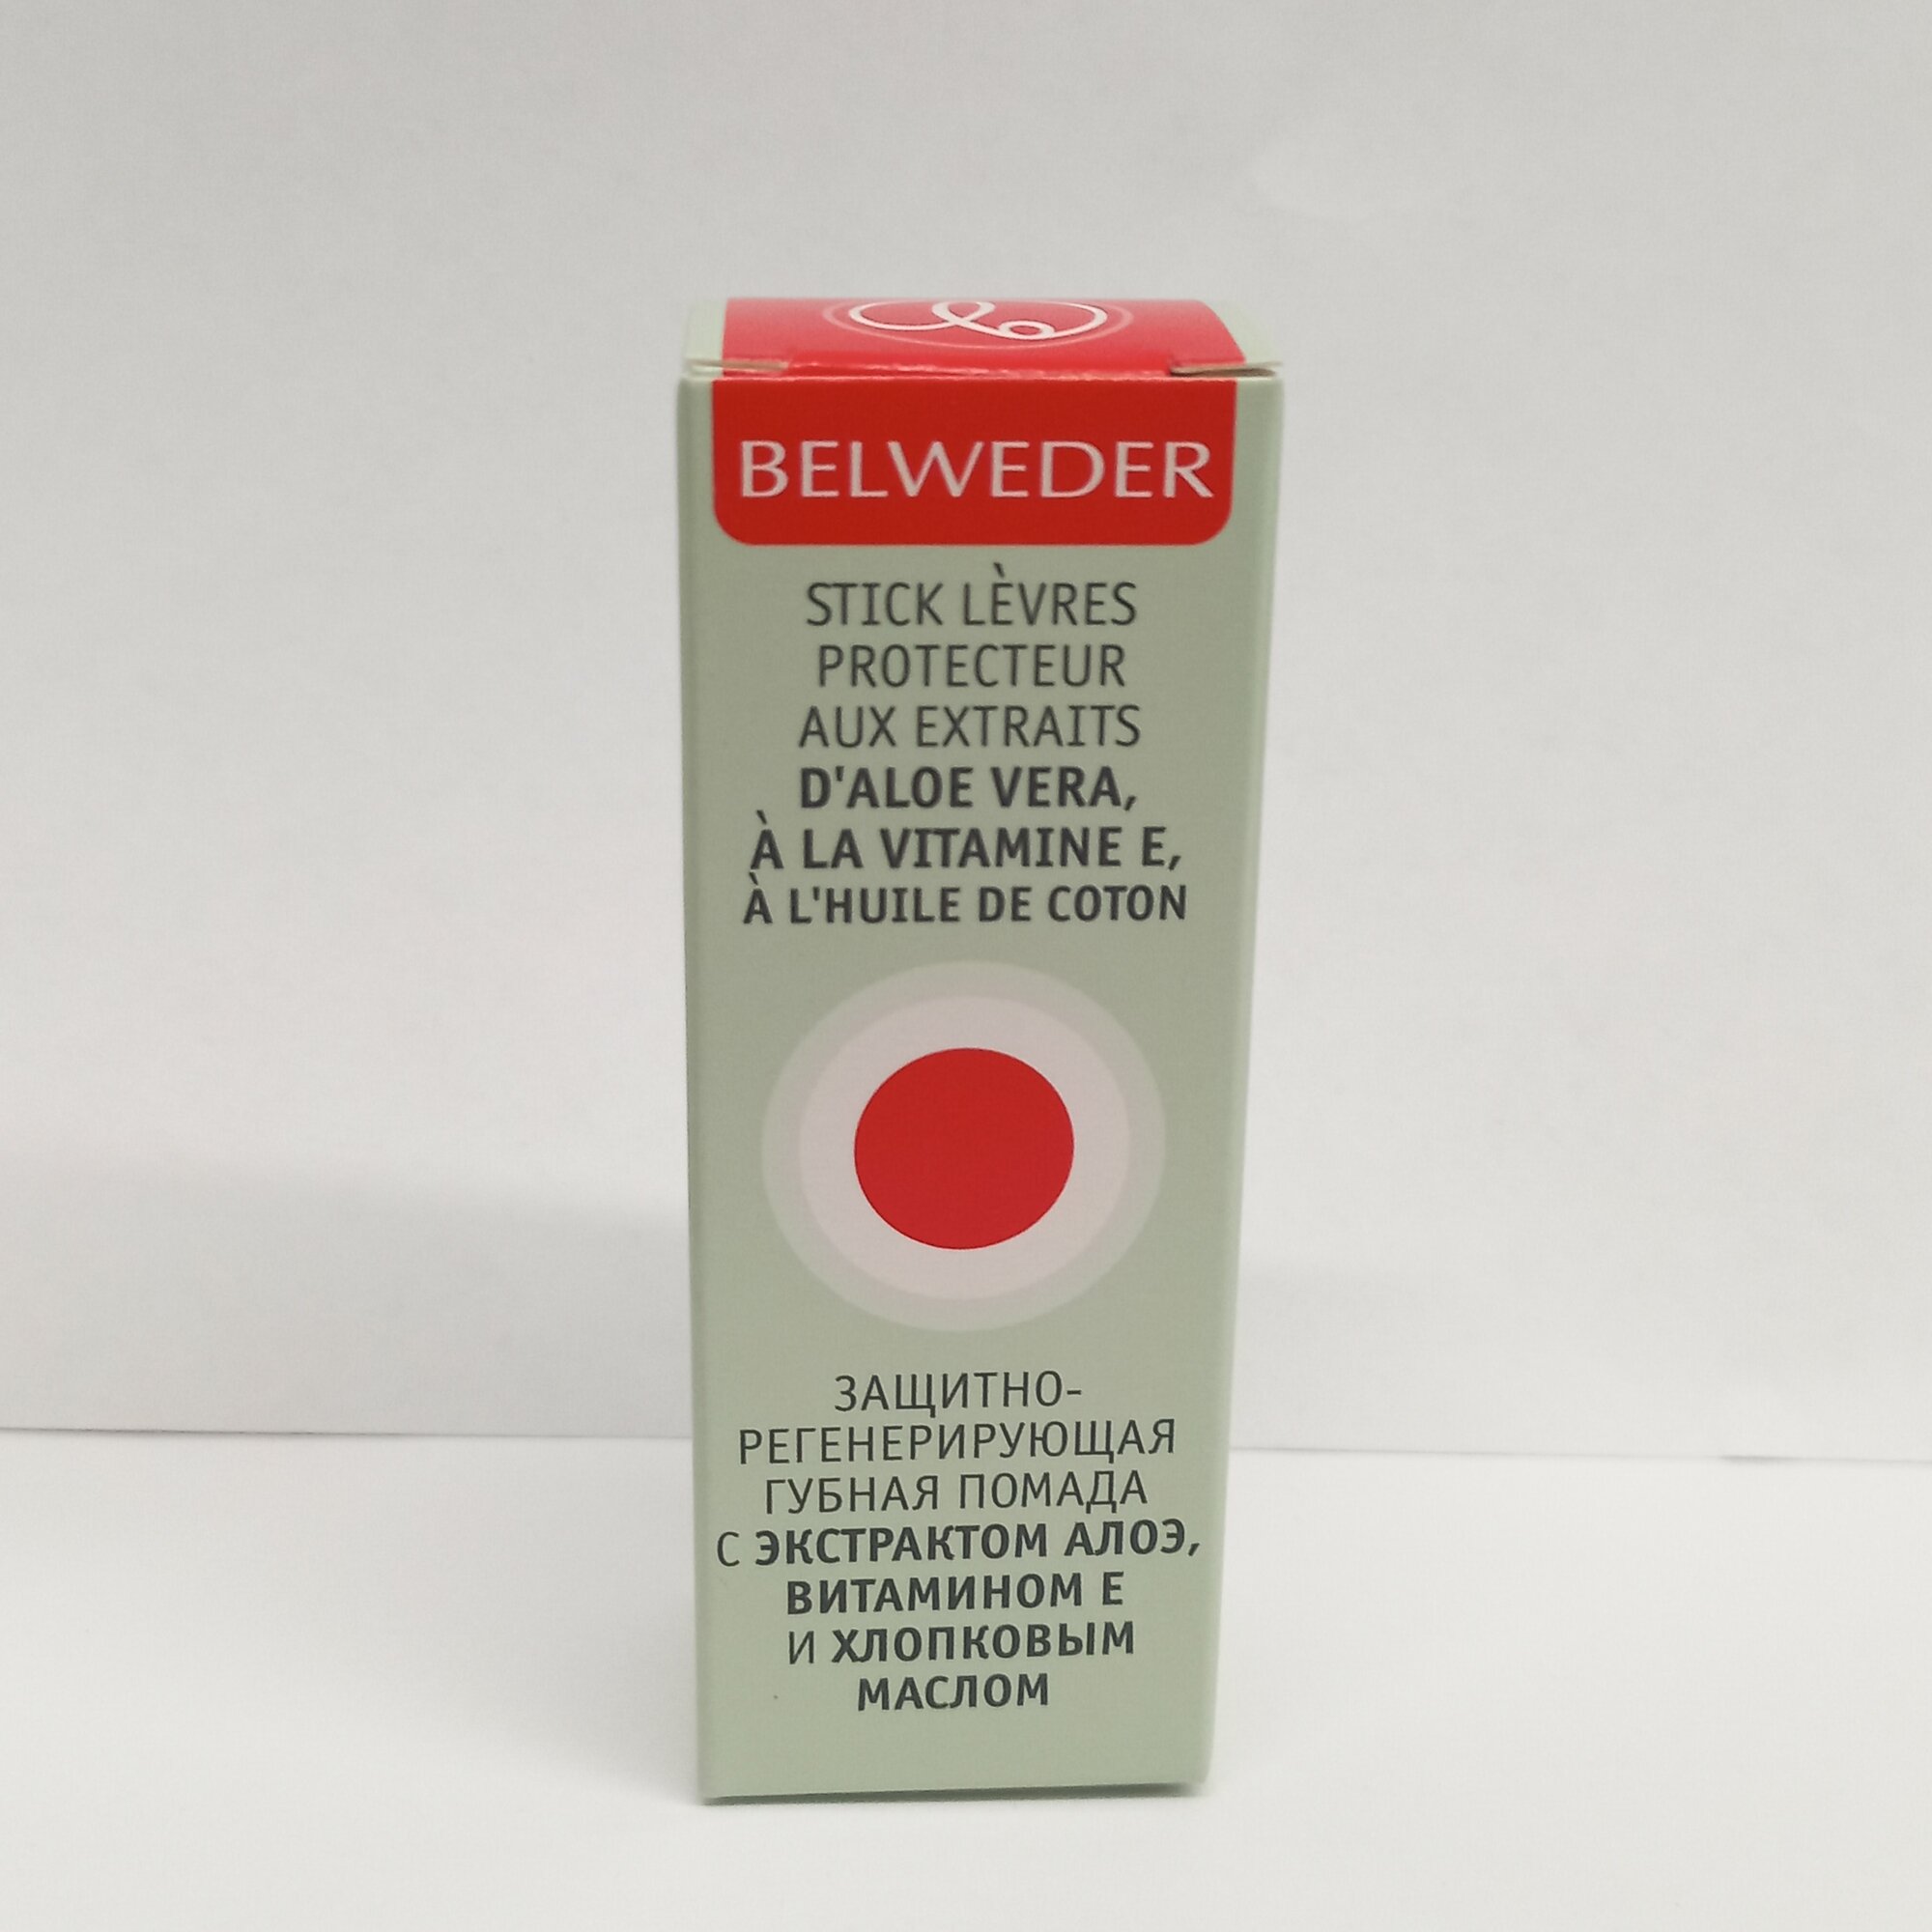 BELWEDER
STICK LÈVRES
PROTECTEUR
AUX EXTRAITS
D'ALOE VERA,
À LA VITAMINE E,
À L'HUILE DE COTON
ЗАЩИТНО-
РЕГЕНЕРИРУЮЩАЯ
ГУБНАЯ ПОМАДА
С ЭКСТРАКТОМ АЛОЭ,
ВИТАМИНОМ Е
И ХЛОПКОВЫМ
МАСЛОМ